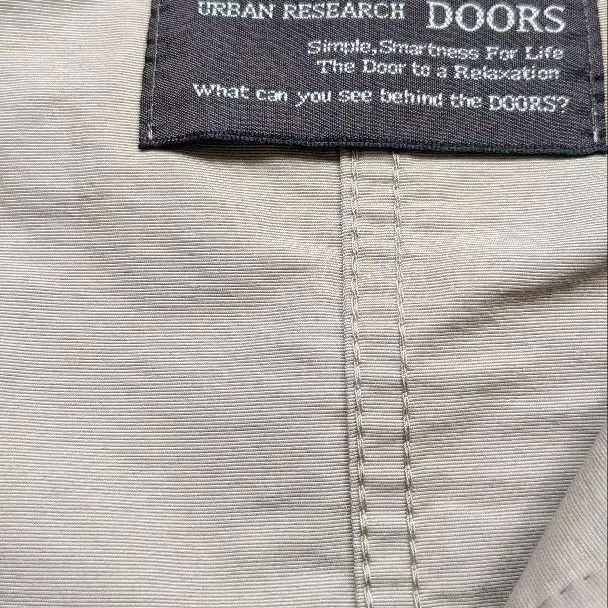 URBAN RESEARCH DOORS
Simple,Smartness For Life
The Door to a Relaxation
What can you see behind the DOORS?